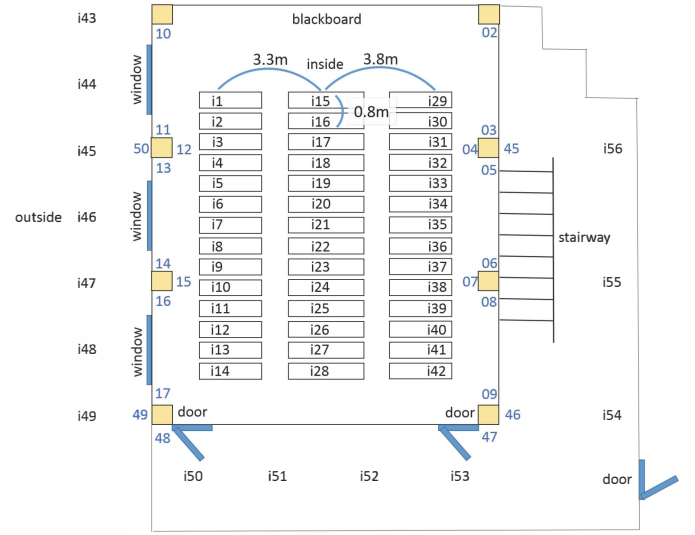 i43
10
blackboard
02
3.3m
inside
3.8m
i44
window
i1
i15
i29
0.8m
i2
i16
i30
11
03
i3
i17
i31
i45
50
12
04
45
i56
i4
i18
i32
13
05
i5
i19
i33
i6
i20
i34
outside
i46
window
i7
i21
i35
stairway
i8
i22
i36
14
06
i9
i23
i37
i47
15
07
i55
i10
i24
i38
16
08
i11
i25
i39
i12
i26
i40
i48
window
i13
i27
i41
i14
i28
i42
17
09
i49
49
door
door
46
i54
48
47
i50
i51
i52
i53
door